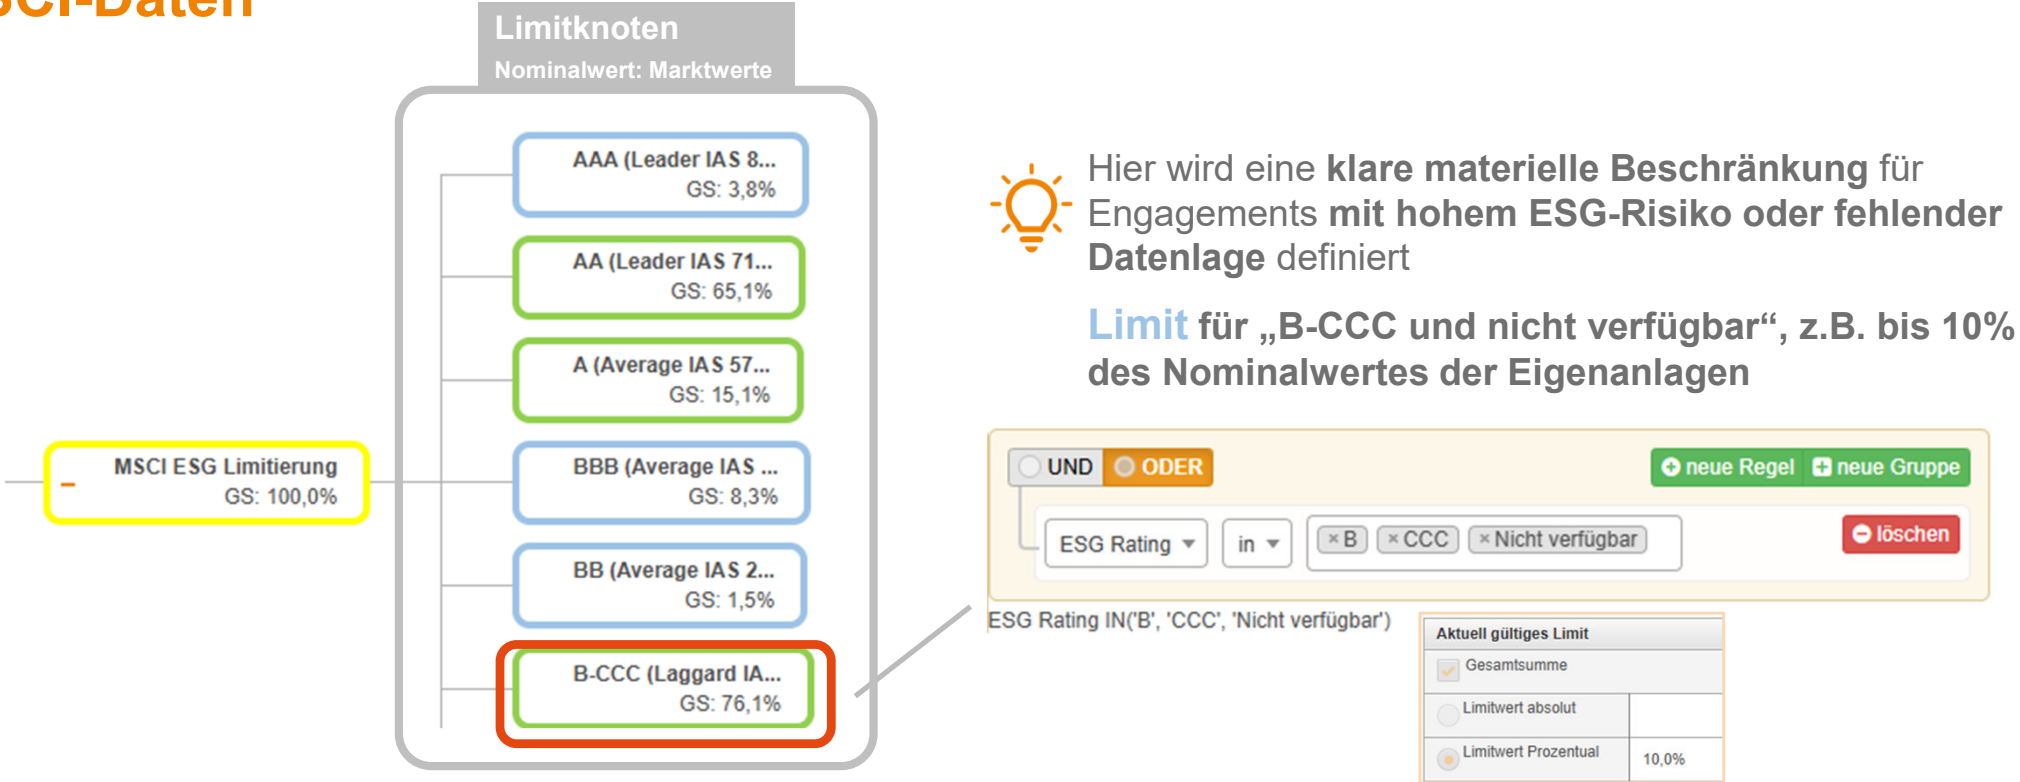 SCI-Daten
Limitknoten
Nominalwert: Marktwerte
AAA (Leader IAS 8...
GS: 3,8%
AA (Leader IAS 71...
GS: 65,1%
A (Average IAS 57...
GS: 15,1%
MSCI ESG Limitierung
GS: 100,0%
BBB (Average IAS ...
GS: 8,3%
BB (Average IAS 2...
GS: 1,5%
B-CCC (Laggard IA...
GS: 76,1%
Hier wird eine klare materielle Beschränkung für
Engagements mit hohem ESG-Risiko oder fehlender
Datenlage definiert
Limit für „B-CCC und nicht verfügbar“, z.B. bis 10%
des Nominalwertes der Eigenanlagen
UND ODER neue Regel neue Gruppe
ESG Rating in × B × CCC × Nicht verfügbar löschen
ESG Rating IN('B', 'CCC', 'Nicht verfügbar')
Aktuell gültiges Limit
Gesamtsumme
Limitwert absolut
Limitwert Prozentual 10,0%